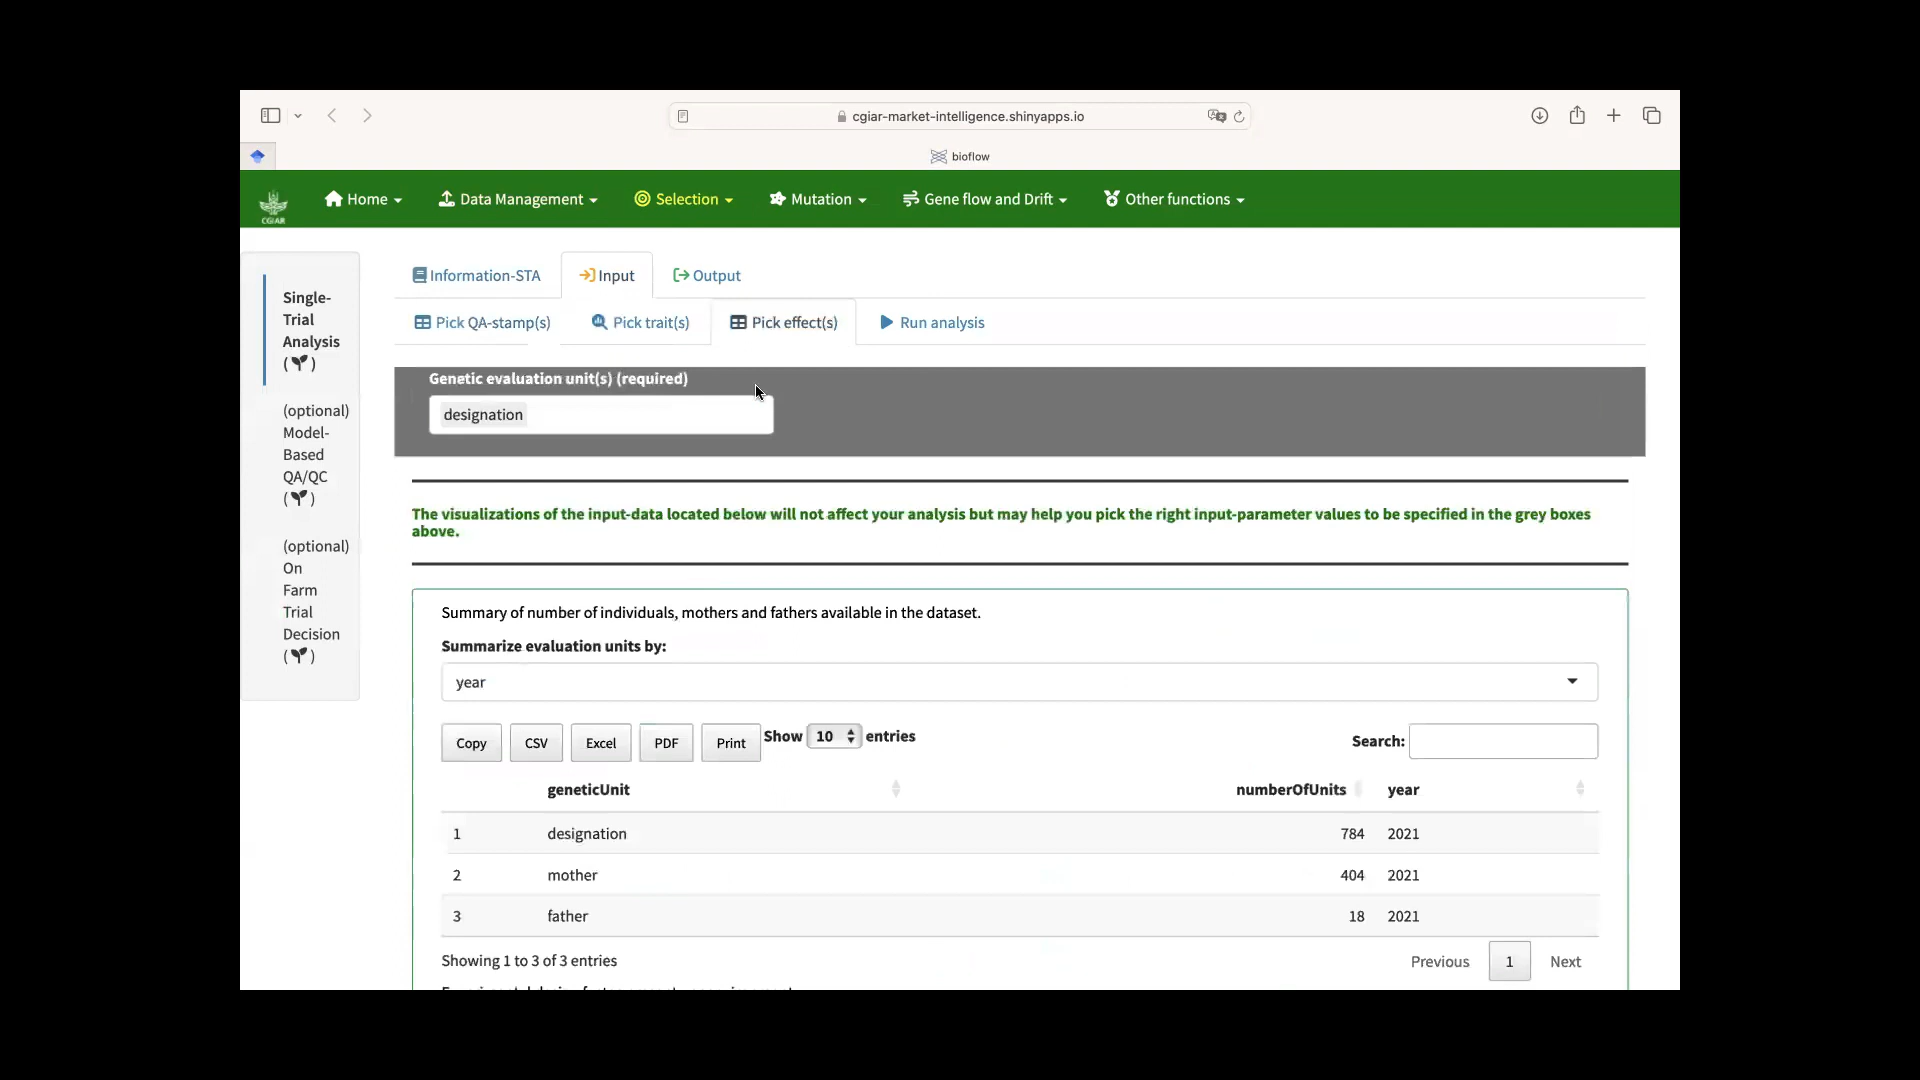 cgiar-market-intelligence.shinyapps.io
bioflow
CGIAR
Home
Data Management
Selection
Mutation
Gene flow and Drift
Other functions
Single-
Trial
Analysis
( )
(optional)
Model-
Based
QA/QC
( )
(optional)
On
Farm
Trial
Decision
( )
Information-STA
Input
Output
Pick QA-stamp(s)
Pick trait(s)
Pick effect(s)
Run analysis
Genetic evaluation unit(s) (required)
designation
The visualizations of the input-data located below will not affect your analysis but may help you pick the right input-parameter values to be specified in the grey boxes
above.
Summary of number of individuals, mothers and fathers available in the dataset.
Summarize evaluation units by:
year
Copy CSV Excel PDF Print Show 10 entries Search:
geneticUnit numberOfUnits year
1 designation 784 2021
2 mother 404 2021
3 father 18 2021
Showing 1 to 3 of 3 entries
Previous 1 Next